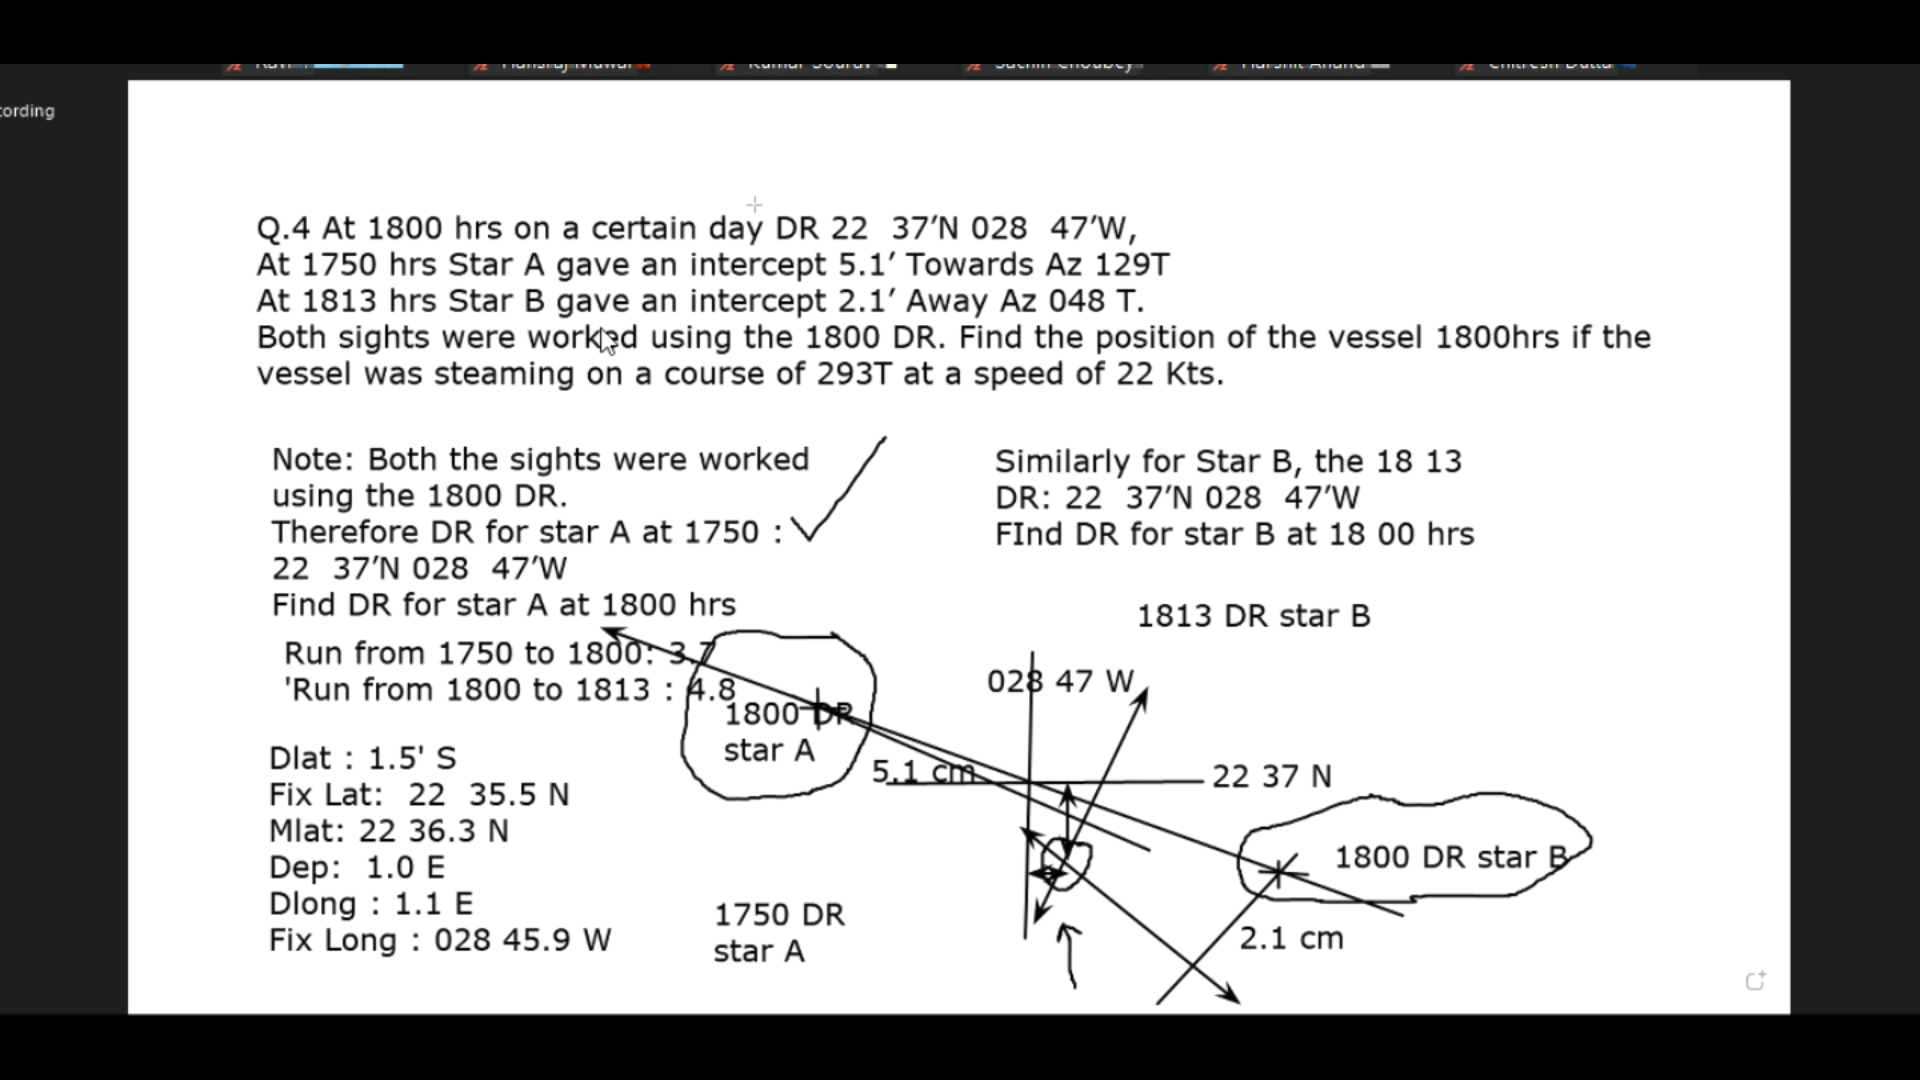 cording
Q.4 At 1800 hrs on a certain day DR 22 37’N 028 47’W,
At 1750 hrs Star A gave an intercept 5.1’ Towards Az 129T
At 1813 hrs Star B gave an intercept 2.1’ Away Az 048 T.
Both sights were worked using the 1800 DR. Find the position of the vessel 1800hrs if the
vessel was steaming on a course of 293T at a speed of 22 Kts.
Note: Both the sights were worked
using the 1800 DR.
Therefore DR for star A at 1750 :
22 37’N 028 47’W
Find DR for star A at 1800 hrs
Run from 1750 to 1800: 3.7
'Run from 1800 to 1813 : 4.8
Dlat : 1.5' S
Fix Lat: 22 35.5 N
Mlat: 22 36.3 N
Dep: 1.0 E
Dlong : 1.1 E
Fix Long : 028 45.9 W
Similarly for Star B, the 18 13
DR: 22 37’N 028 47’W
FInd DR for star B at 18 00 hrs
1813 DR star B
028 47 W
1800 DR
star A
5.1 cm
22 37 N
1800 DR star B
1750 DR
star A
2.1 cm